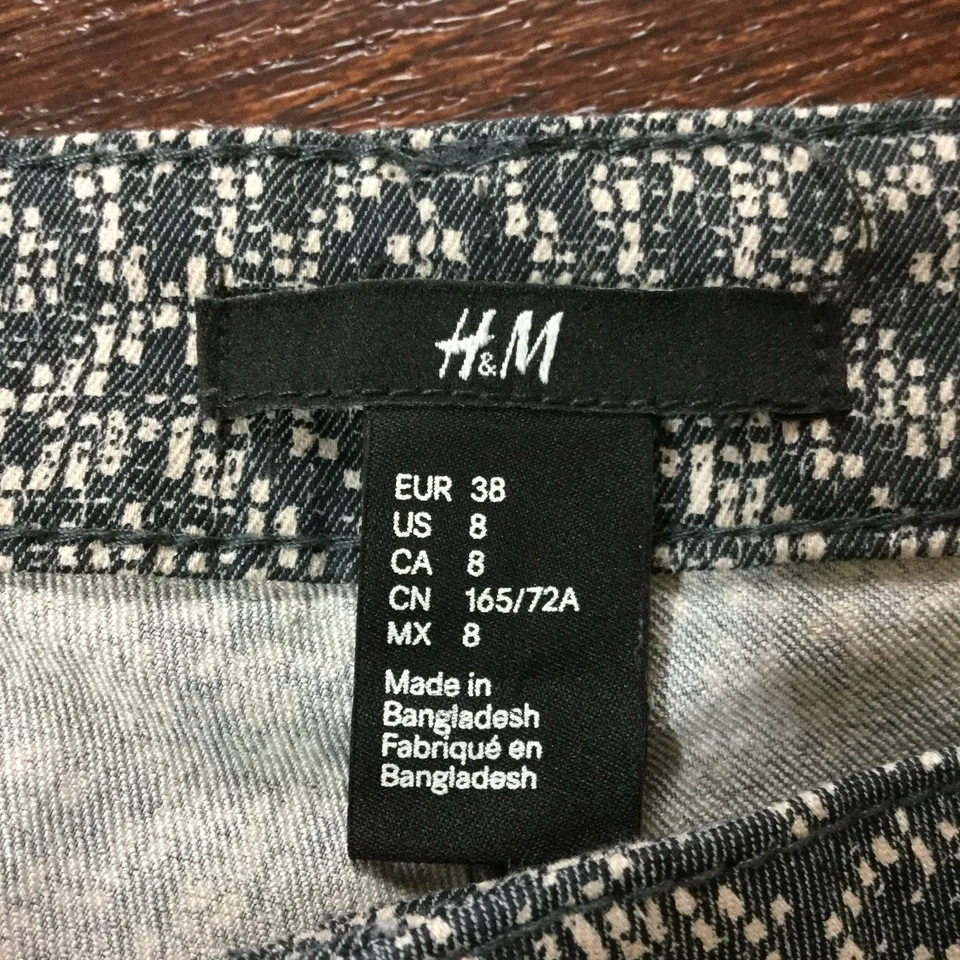 H&M
EUR 38
US 8
CA 8
CN 165/72A
MX 8
Made in
Bangladesh
Fabriqué en
Bangladesh